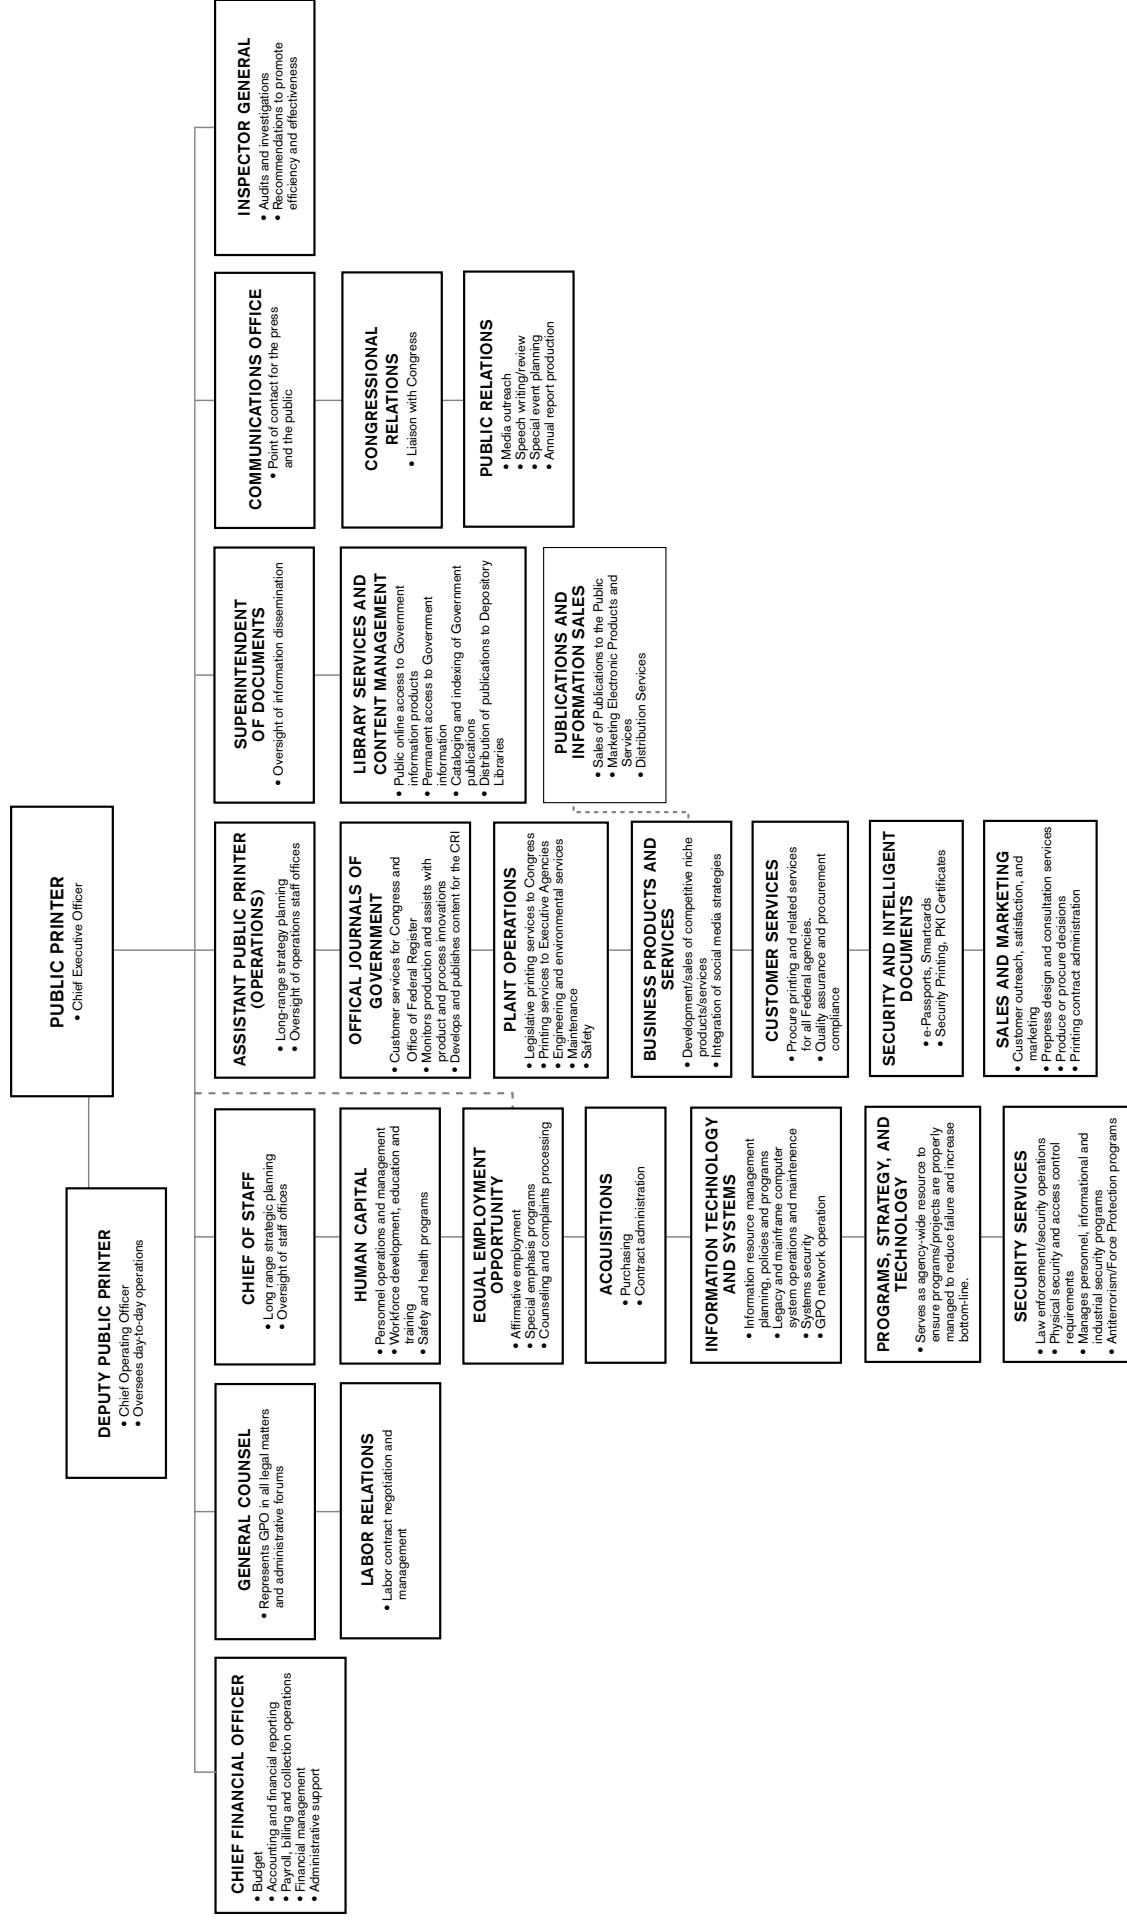 PUBLIC PRINTER
• Chief Executive Officer
DEPUTY PUBLIC PRINTER
• Chief Operating Officer
• Oversees day-to-day operations
CHIEF FINANCIAL OFFICER
• Budget
• Accounting and financial reporting
• Payroll, billing and collection operations
• Financial management
• Administrative support
GENERAL COUNSEL
• Represents GPO in all legal matters
and administrative forums
LABOR RELATIONS
• Labor contract negotiation and
management
CHIEF OF STAFF
• Long range strategic planning
• Oversight of staff offices
HUMAN CAPITAL
• Personnel operations and management
• Workforce development, education and
training
• Safety and health programs
EQUAL EMPLOYMENT
OPPORTUNITY
• Affirmative employment
• Special emphasis programs
• Counseling and complaints processing
ACQUISITIONS
• Purchasing
• Contract administration
INFORMATION TECHNOLOGY
AND SYSTEMS
• Information resource management
planning, policies and programs
• Legacy and mainframe computer
system operations and maintenence
• Systems security
• GPO network operation
PROGRAMS, STRATEGY, AND
TECHNOLOGY
• Serves as agency-wide resource to
ensure programs/projects are properly
managed to reduce failure and increase
bottom-line.
SECURITY SERVICES
• Law enforcement/security operations
• Physical security and access control
requirements
• Manages personnel, informational and
industrial security programs
• Antiterrorism/Force Protection programs
ASSISTANT PUBLIC PRINTER
(OPERATIONS)
• Long-range strategy planning
• Oversight of operations staff offices
OFFICAL JOURNALS OF
GOVERNMENT
• Customer services for Congress and
Office of Federal Register
• Monitors production and assists with
product and process innovations
• Develops and publishes content for the CRI
PLANT OPERATIONS
• Legislative printing services to Congress
• Printing services to Executive Agencies
• Engineering and environmental services
• Maintenance
• Safety
BUSINESS PRODUCTS AND
SERVICES
• Development/sales of competitive niche
products/services
• Integration of social media strategies
CUSTOMER SERVICES
• Procure printing and related services
for all Federal agencies.
• Quality assurance and procurement
compliance
SECURITY AND INTELLIGENT
DOCUMENTS
• e-Passports, Smartcards
• Security Printing, PKI Certificates
SALES AND MARKETING
• Customer outreach, satisfaction, and
marketing
• Prepress design and consultation services
• Produce or procure decisions
• Printing contract administration
SUPERINTENDENT
OF DOCUMENTS
• Oversight of information dissemination
LIBRARY SERVICES AND
CONTENT MANAGEMENT
• Public online access to Government
information products
• Permanent access to Government
information
• Cataloging and indexing of Government
publications
• Distribution of publications to Depository
Libraries
PUBLICATIONS AND
INFORMATION SALES
• Sales of Publications to the Public
• Marketing Electronic Products and
Services
• Distribution Services
COMMUNICATIONS OFFICE
• Point of contact for the press
and the public
CONGRESSIONAL
RELATIONS
• Liaison with Congress
PUBLIC RELATIONS
• Media outreach
• Speech writing/review
• Special event planning
• Annual report production
INSPECTOR GENERAL
• Audits and investigations
• Recommendations to promote
efficiency and effectiveness